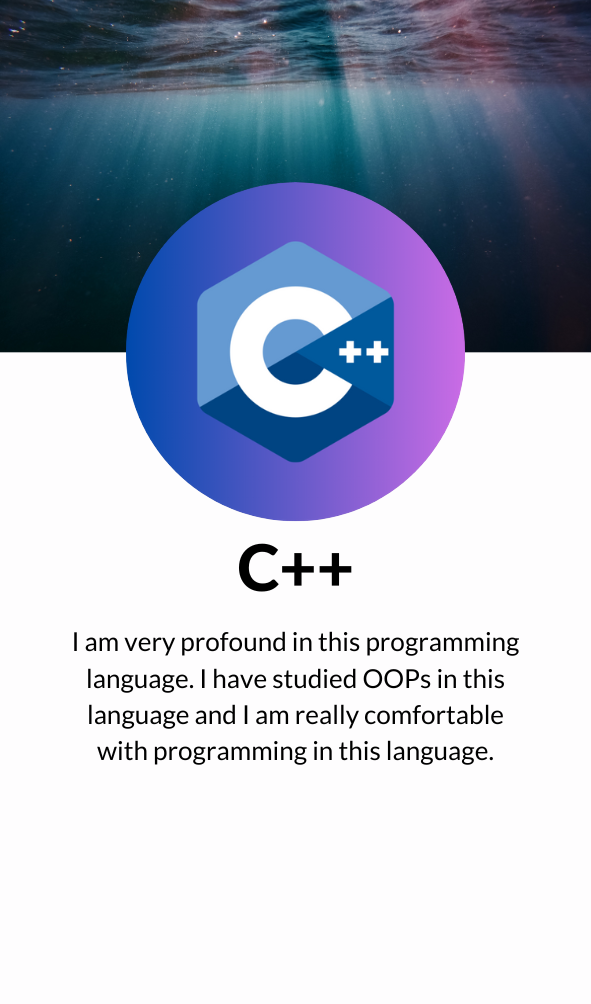 C++
C++
I am very profound in this programming
language. I have studied OOPs in this
language and I am really comfortable
with programming in this language.